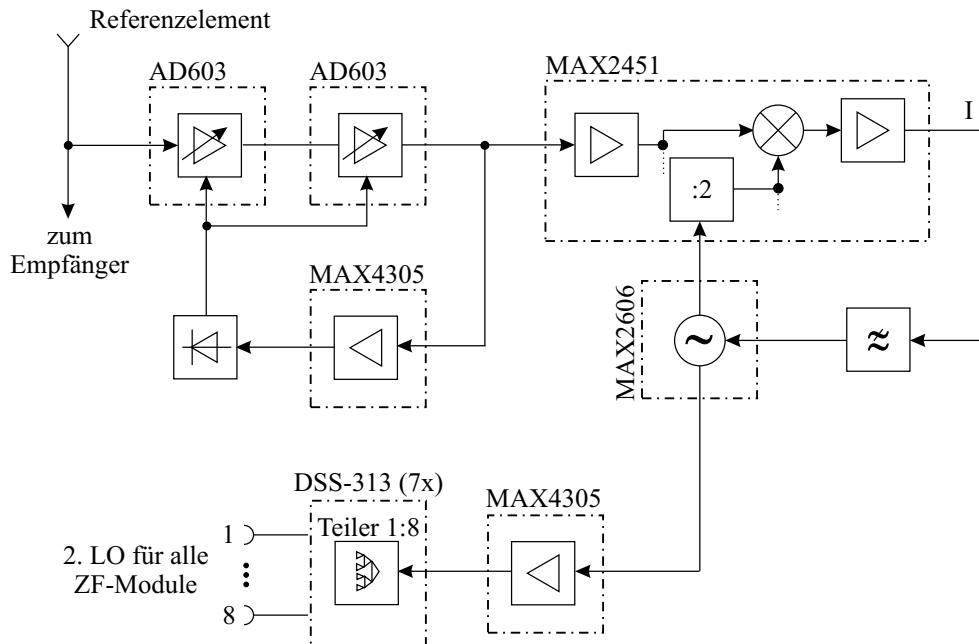 Referenzelement
AD603
AD603
MAX2451
I
:2
zum
Empfänger
MAX4305
MAX2606
DSS-313 (7x)
MAX4305
Teiler 1:8
1
2. LO für alle
ZF-Module
8